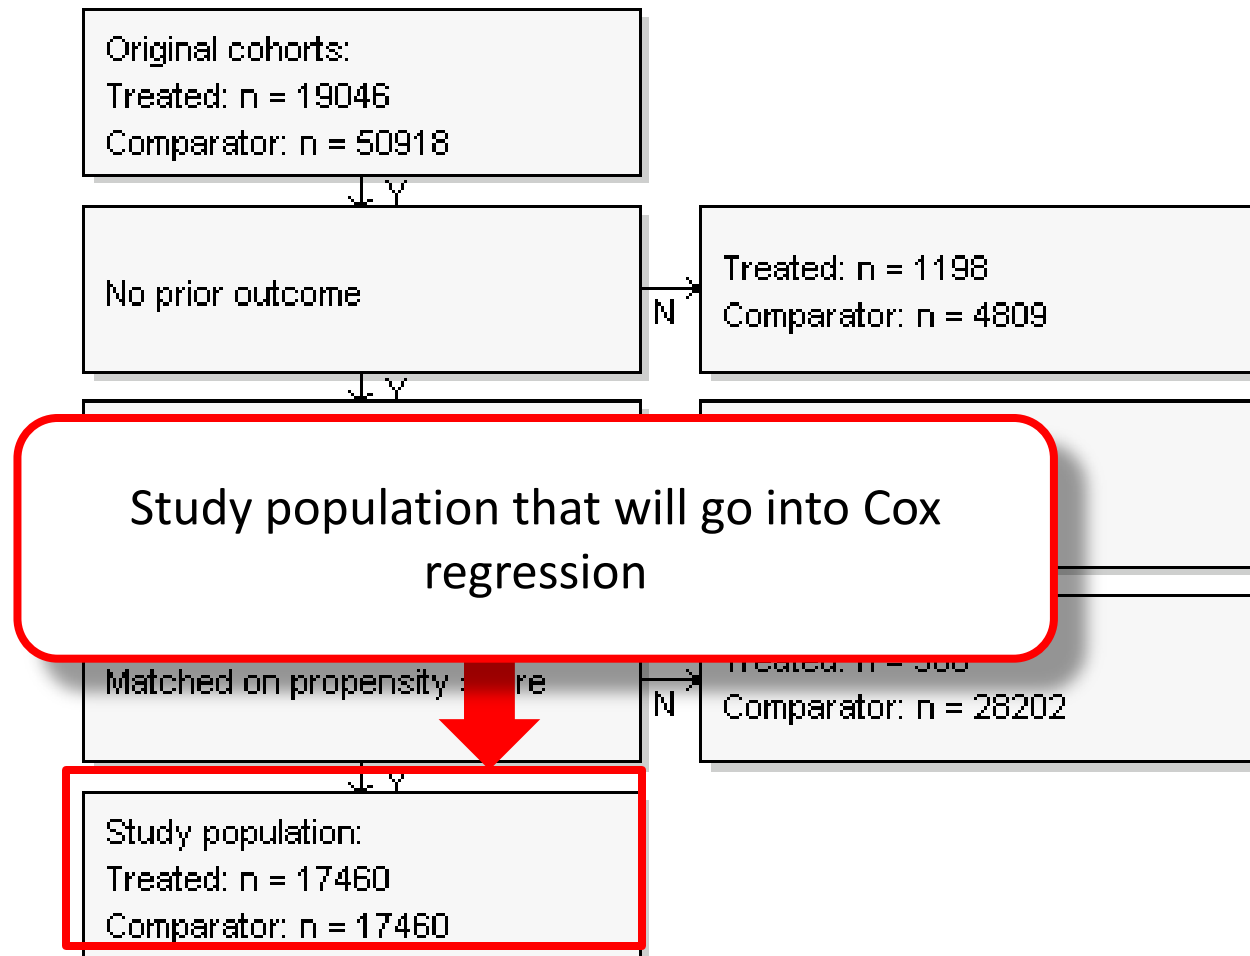 Original cohorts:
Treated: n = 19046
Comparator: n = 50918
Y
No prior outcome
N
Treated: n = 1198
Comparator: n = 4809
Y
Study population that will go into Cox
regression
Matched on propensity
N
Treated: n =
Comparator: n = 28202
Y
Study population:
Treated: n = 17460
Comparator: n = 17460